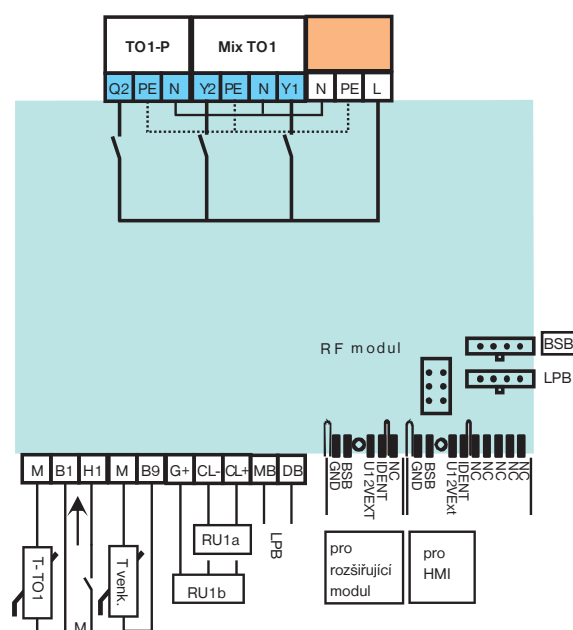 TO1-P Mix TO1
Q2 PE N Y2 PE N Y1 N PE L
RF modul
BSB
LPB
M B1 H1 M B9 G+ CL- CL+ MB DB
GND BSB U12VEXT IDENT NC GND BSB U12VExt IDENT NC NC NC NC NC
T-TO1
M
T venk.
RU1a
RU1b
LPB
pro
rozšiřující
modul
pro
HMI